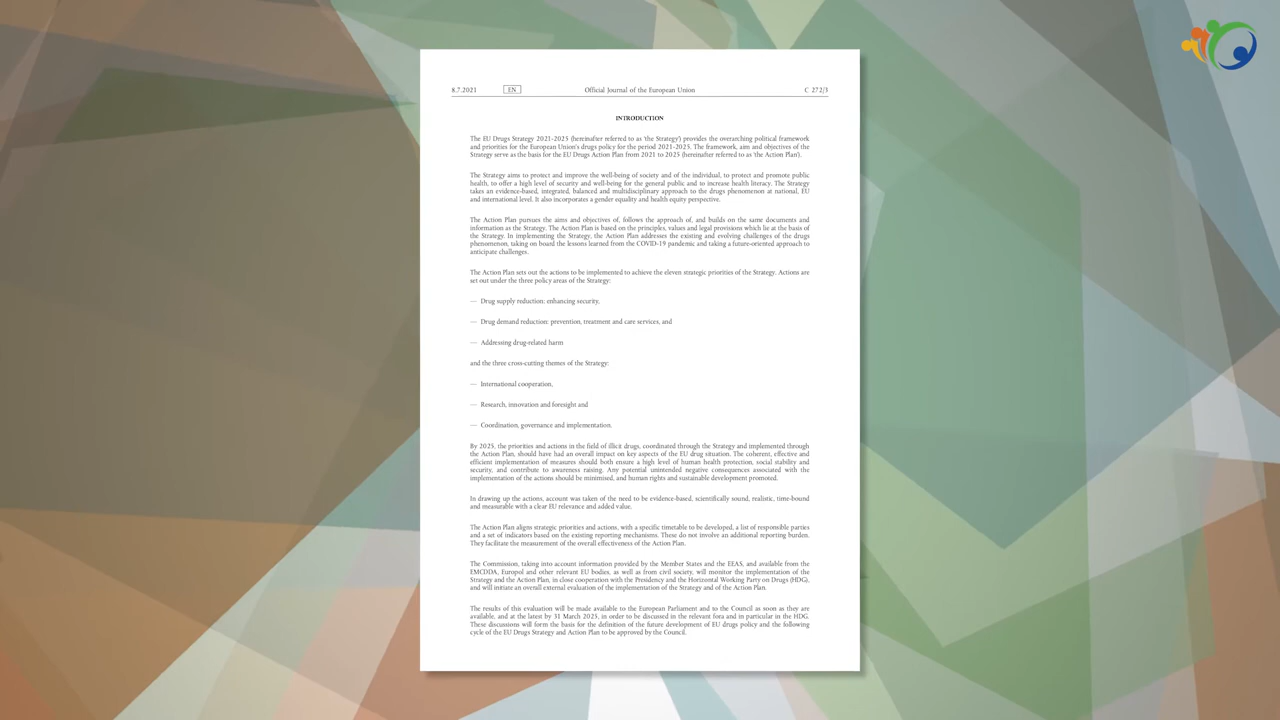 8.7.2021 EN Official Journal of the European Union C 272/3
INTRODUCTION
The EU Drugs Strategy 2021-2025 (hereinafter referred to as 'the Strategy') provides the overarching political framework
and priorities for the European Union's drugs policy for the period 2021-2025. The framework, aim and objectives of the
Strategy serve as the basis for the EU Drugs Action Plan from 2021 to 2025 (hereinafter referred to as 'the Action Plan').
The Strategy aims to protect and improve the well-being of society and of the individual, to protect and promote public
health, to offer a high level of security and well-being for the general public and to increase health literacy. The Strategy
takes an evidence-based, integrated, balanced and multidisciplinary approach to the drugs phenomenon at national, EU
and international level. It also incorporates a gender equality and health equity perspective.
The Action Plan pursues the aims and objectives of, follows the approach of, and builds on the same documents and
information as the Strategy. The Action Plan is based on the principles, values and legal provisions which lie at the basis of
the Strategy. In implementing the Strategy, the Action Plan addresses the existing and evolving challenges of the drugs
phenomenon, taking on board the lessons learned from the COVID-19 pandemic and taking a future-oriented approach to
anticipate challenges.
The Action Plan sets out the actions to be implemented to achieve the eleven strategic priorities of the Strategy. Actions are
set out under the three policy areas of the Strategy:
— Drug supply reduction: enhancing security,
— Drug demand reduction: prevention, treatment and care services, and
— Addressing drug-related harm
and the three cross-cutting themes of the Strategy:
— International cooperation,
— Research, innovation and foresight and
— Coordination, governance and implementation.
By 2025, the priorities and actions in the field of illicit drugs, coordinated through the Strategy and implemented through
the Action Plan, should have had an overall impact on key aspects of the EU drug situation. The coherent, effective and
efficient implementation of measures should both ensure a high level of human health protection, social stability and
security, and contribute to awareness raising. Any potential unintended negative consequences associated with the
implementation of the actions should be minimised, and human rights and sustainable development promoted.
In drawing up the actions, account was taken of the need to be evidence-based, scientifically sound, realistic, time-bound
and measurable with a clear EU relevance and added value.
The Action Plan aligns strategic priorities and actions, with a specific timetable to be developed, a list of responsible parties
and a set of indicators based on the existing reporting mechanisms. These do not involve an additional reporting burden.
They facilitate the measurement of the overall effectiveness of the Action Plan.
The Commission, taking into account information provided by the Member States and the EEAS, and available from the
EMCDDA, Europol and other relevant EU bodies, as well as from civil society, will monitor the implementation of the
Strategy and the Action Plan, in close cooperation with the Presidency and the Horizontal Working Party on Drugs (HDG),
and will initiate an overall external evaluation of the implementation of the Strategy and of the Action Plan.
The results of this evaluation will be made available to the European Parliament and to the Council as soon as they are
available, and at the latest by 31 March 2025, in order to be discussed in the relevant fora and in particular in the HDG.
These discussions will form the basis for the definition of the future development of EU drugs policy and the following
cycle of the EU Drugs Strategy and Action Plan to be approved by the Council.